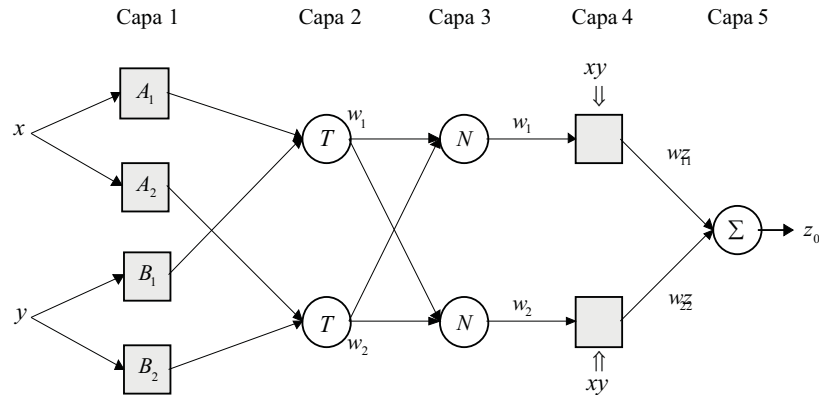 Capa 1 Capa 2 Capa 3 Capa 4 Capa 5
xy
⇓
A₁
w₁
w₁
x
T
N
w₁z₁
A₂
Σ
z₀
B₁
w₂
w₂z₂
y
T
N
w₂
B₂
⇑
xy